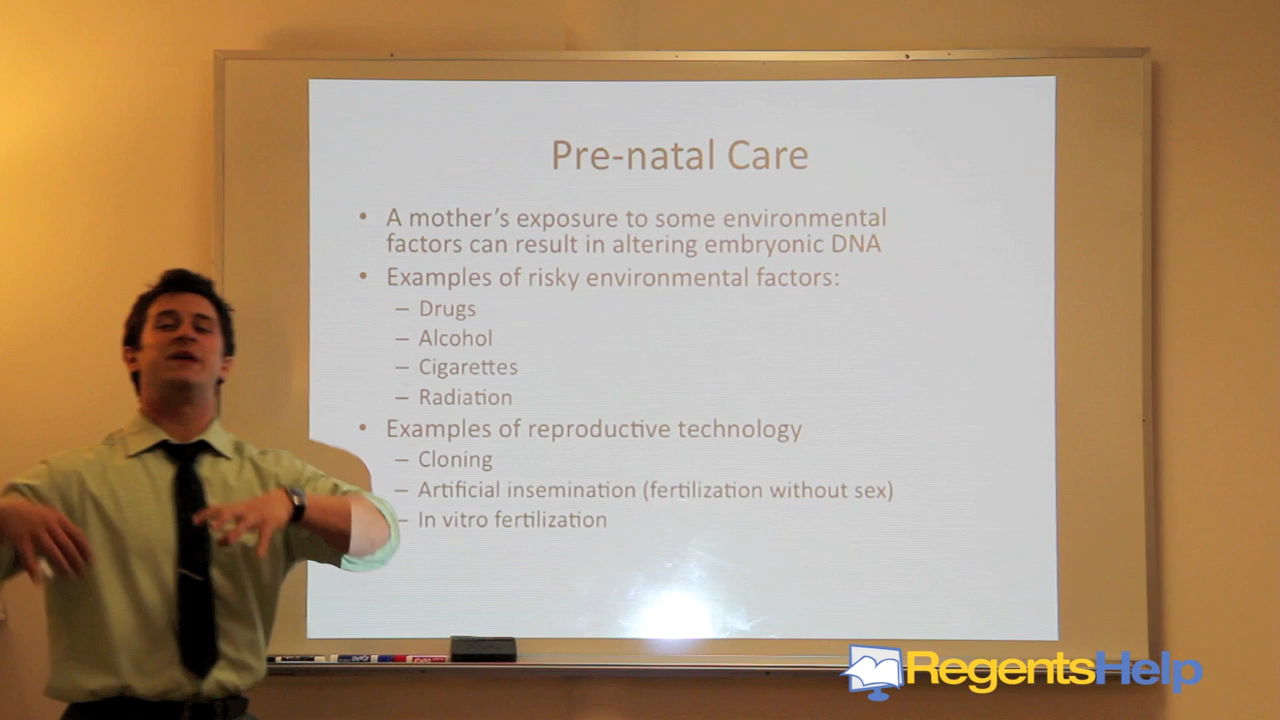 Pre-natal Care
• A mother's exposure to some environmental
factors can result in altering embryonic DNA
• Examples of risky environmental factors:
– Drugs
– Alcohol
– Cigarettes
– Radiation
• Examples of reproductive technology
– Cloning
– Artificial insemination (fertilization without sex)
– In vitro fertilization
RegentsHelp